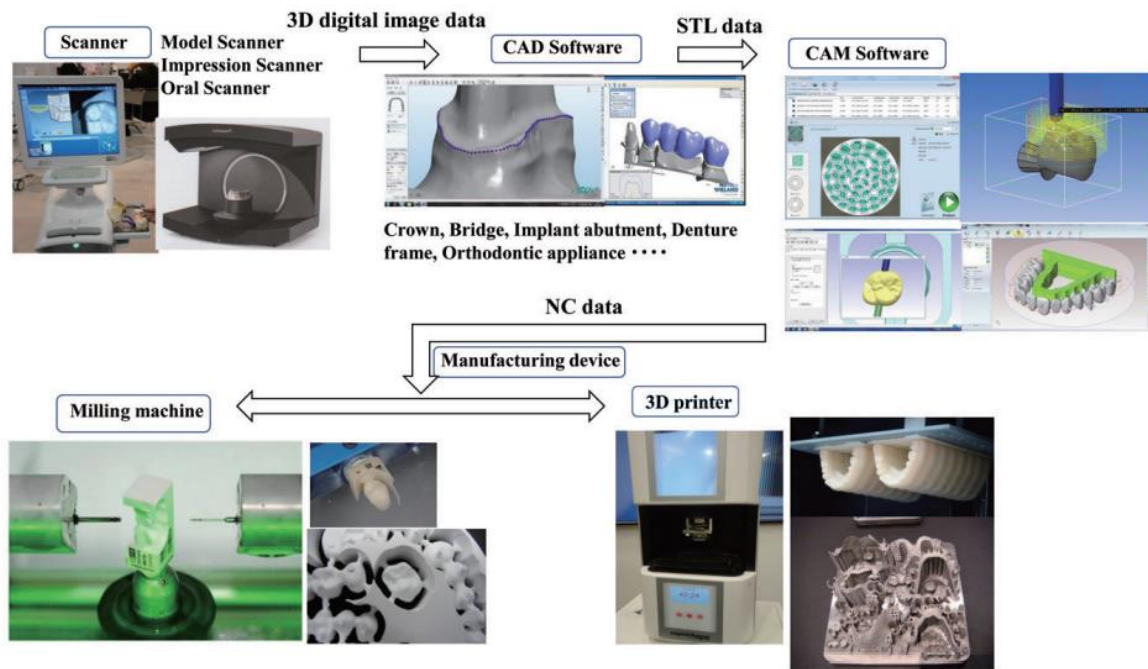 3D digital image data
STL data
Scanner
Model Scanner
Impression Scanner
Oral Scanner
CAD Software
CAM Software
Crown, Bridge, Implant abutment, Denture
frame, Orthodontic appliance ‥‥
NC data
Manufacturing device
Milling machine
3D printer